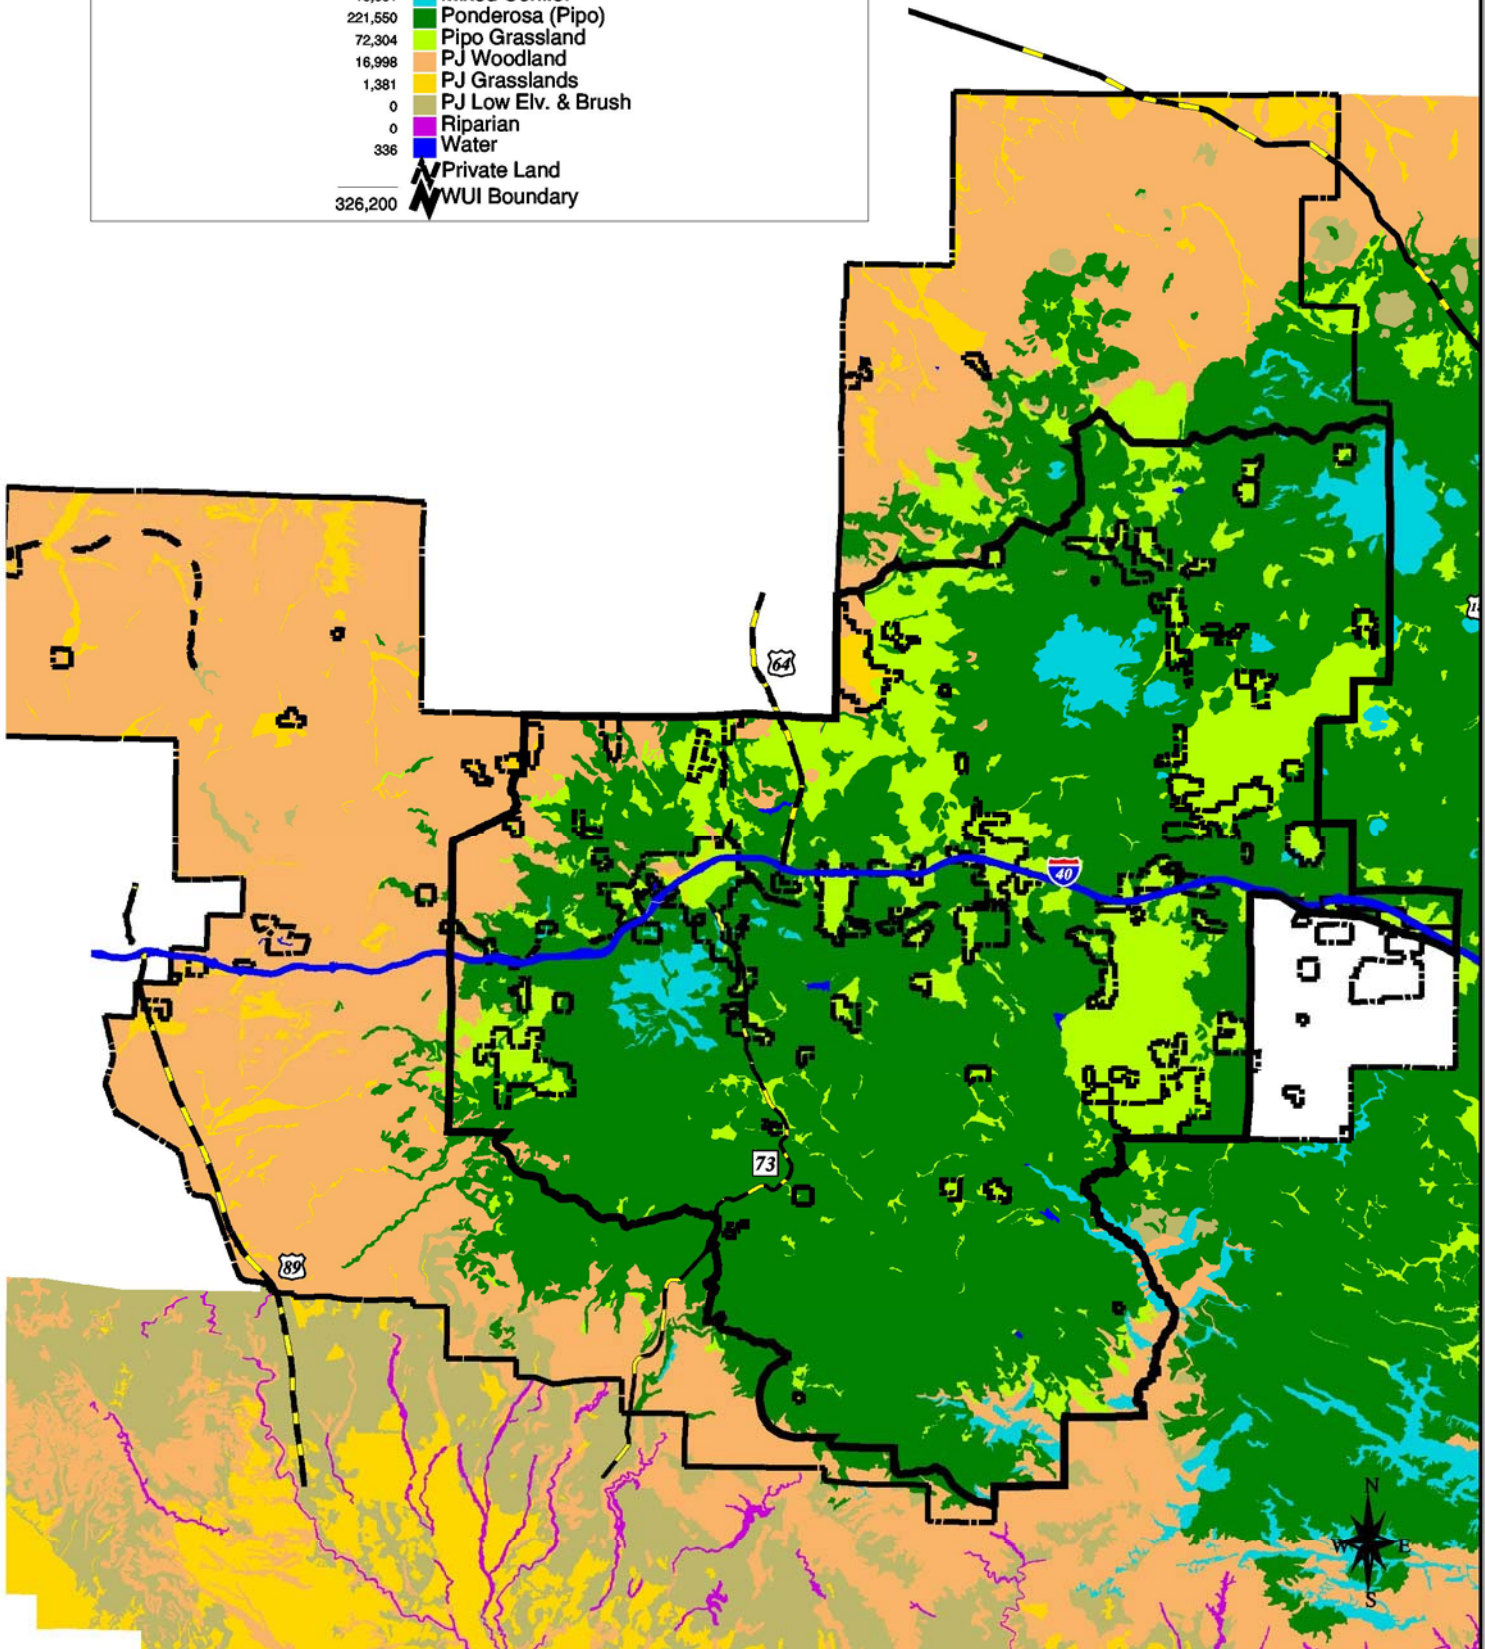 221,550 Ponderosa (Pipo)
72,304 Pipo Grassland
16,998 PJ Woodland
1,381 PJ Grasslands
0 PJ Low Elv. & Brush
0 Riparian
336 Water
Private Land
326,200 WUI Boundary
64
40
73
89
N
W E
S